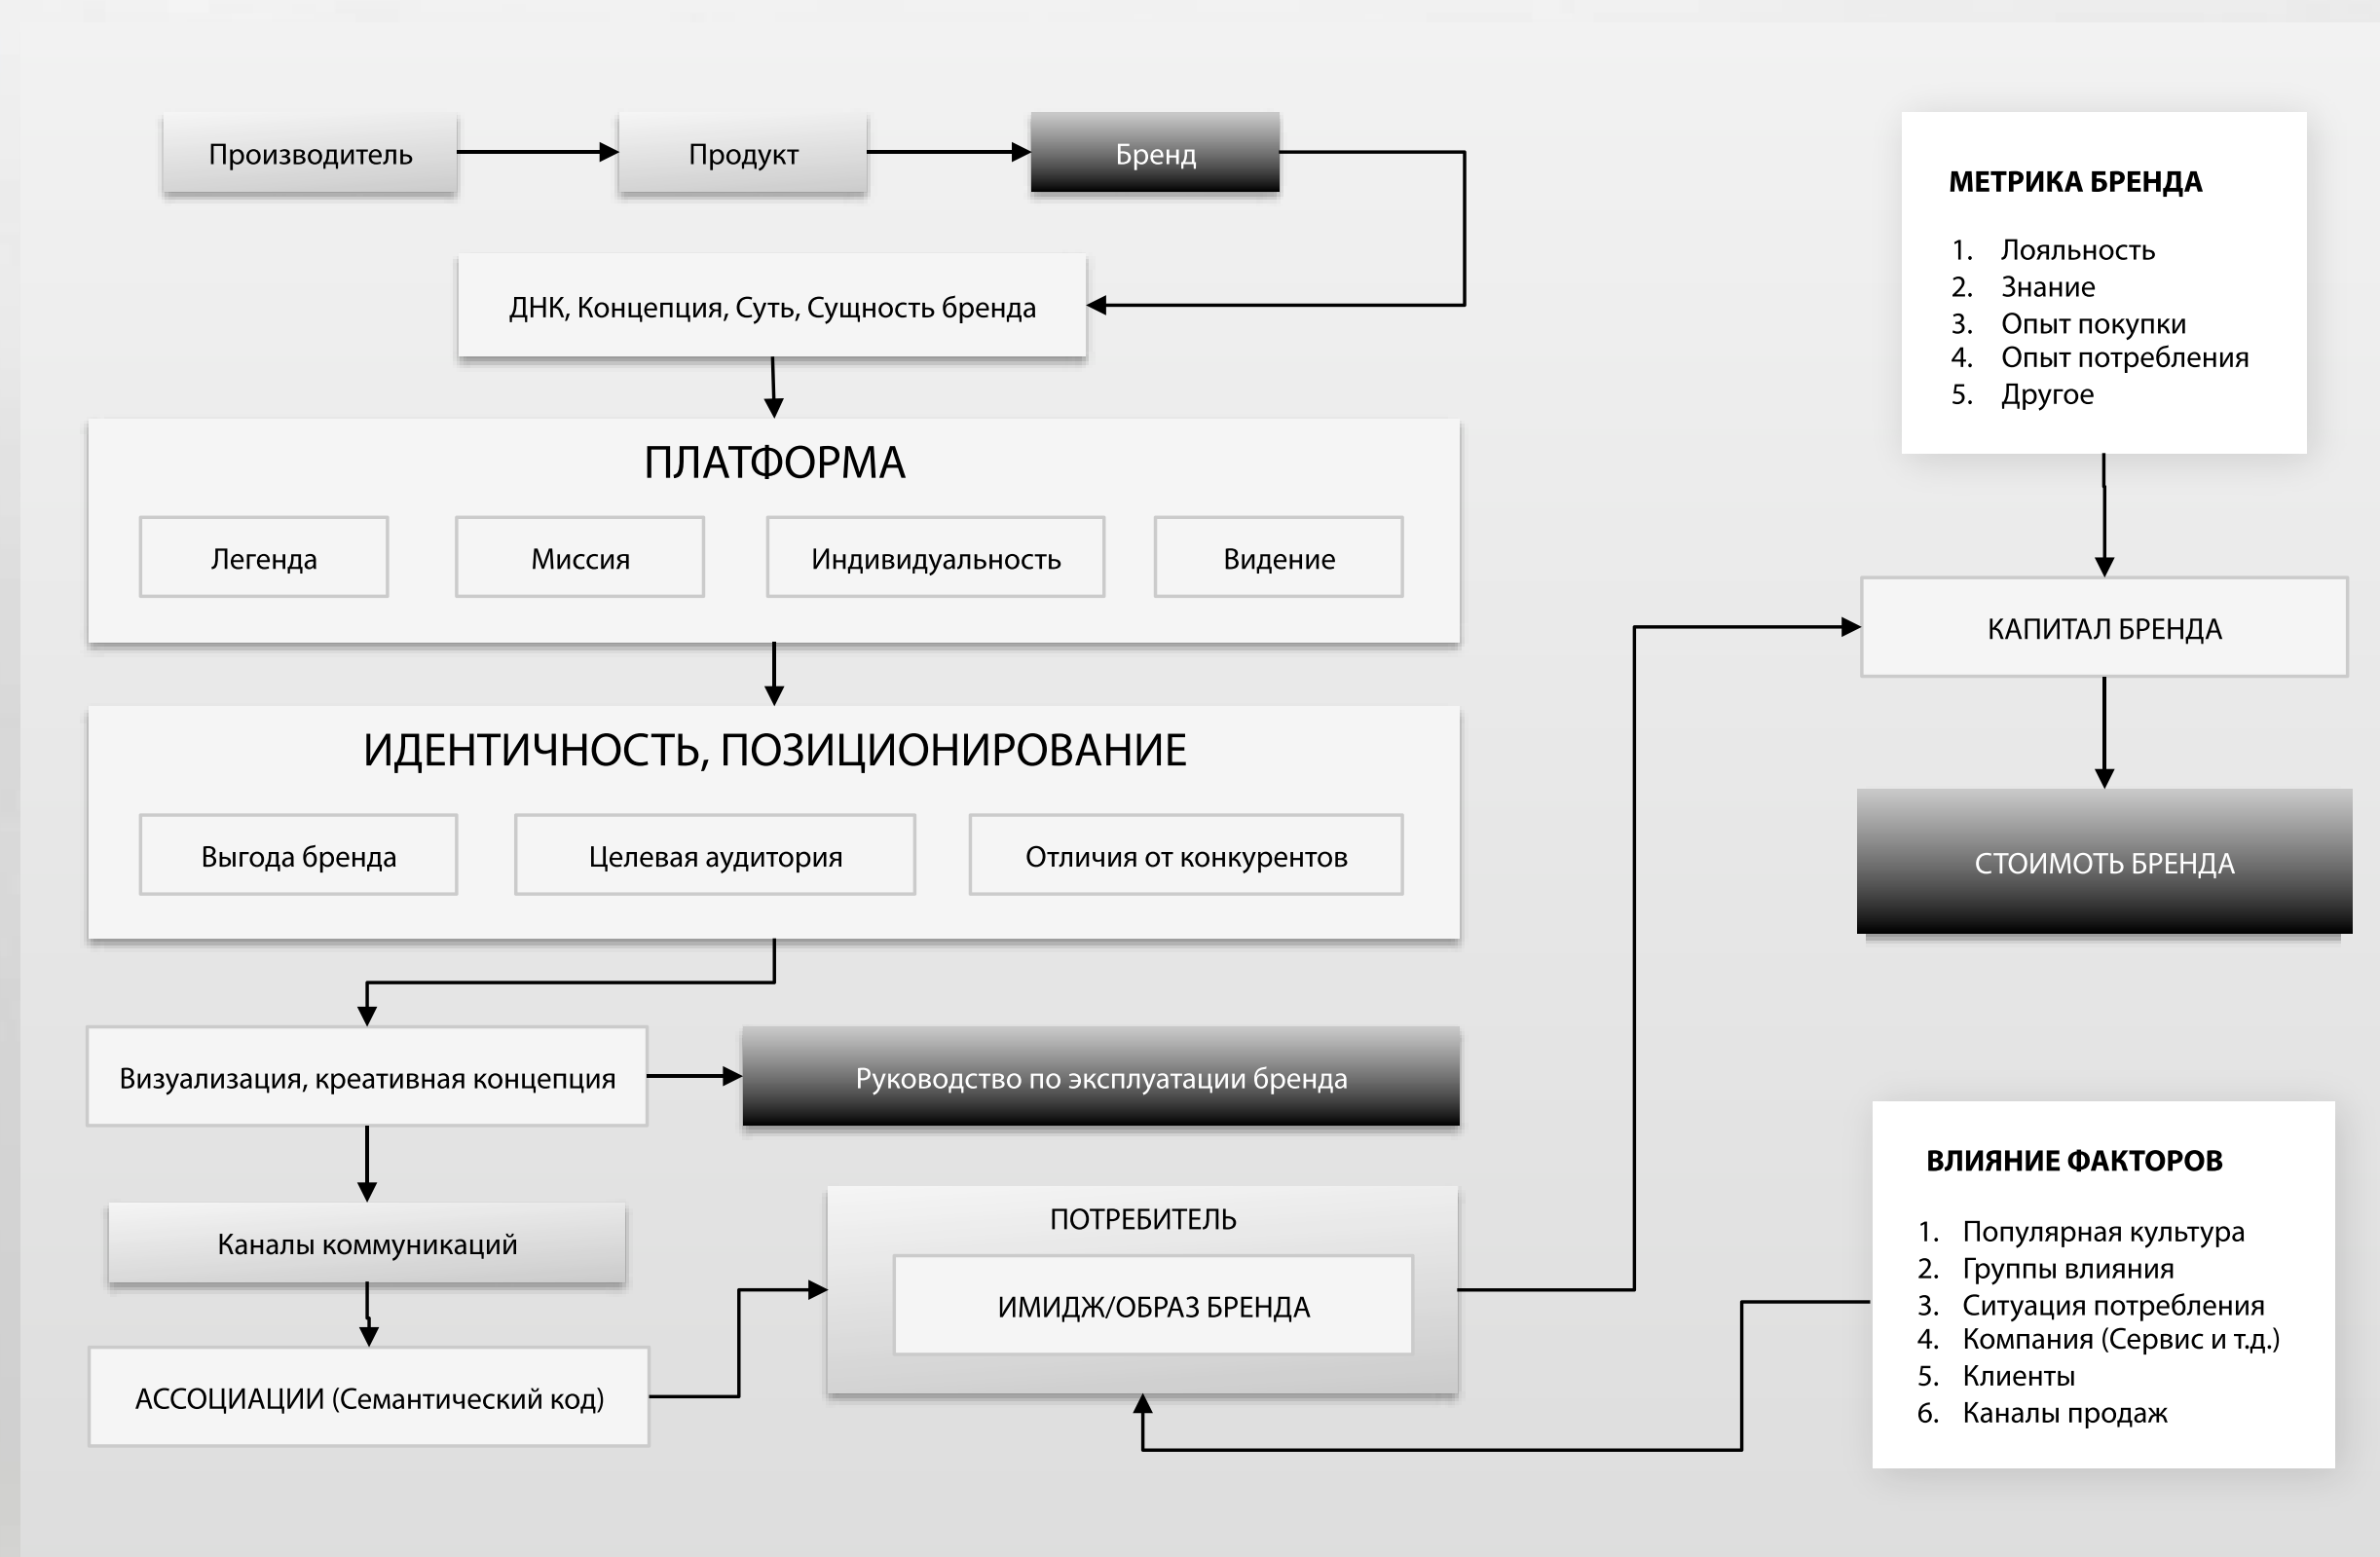 Производитель
Продукт
Бренд
ДНК, Концепция, Суть, Сущность бренда
ПЛАТФОРМА
Легенда
Миссия
Индивидуальность
Видение
ИДЕНТИЧНОСТЬ, ПОЗИЦИОНИРОВАНИЕ
Выгода бренда
Целевая аудитория
Отличия от конкурентов
Визуализация, креативная концепция
Руководство по эксплуатации бренда
Каналы коммуникаций
АССОЦИАЦИИ (Семантический код)
ПОТРЕБИТЕЛЬ
ИМИДЖ/ОБРАЗ БРЕНДА
МЕТРИКА БРЕНДА
1. Лояльность
2. Знание
3. Опыт покупки
4. Опыт потребления
5. Другое
КАПИТАЛ БРЕНДА
СТОИМОТЬ БРЕНДА
ВЛИЯНИЕ ФАКТОРОВ
1. Популярная культура
2. Группы влияния
3. Ситуация потребления
4. Компания (Сервис и т.д.)
5. Клиенты
6. Каналы продаж